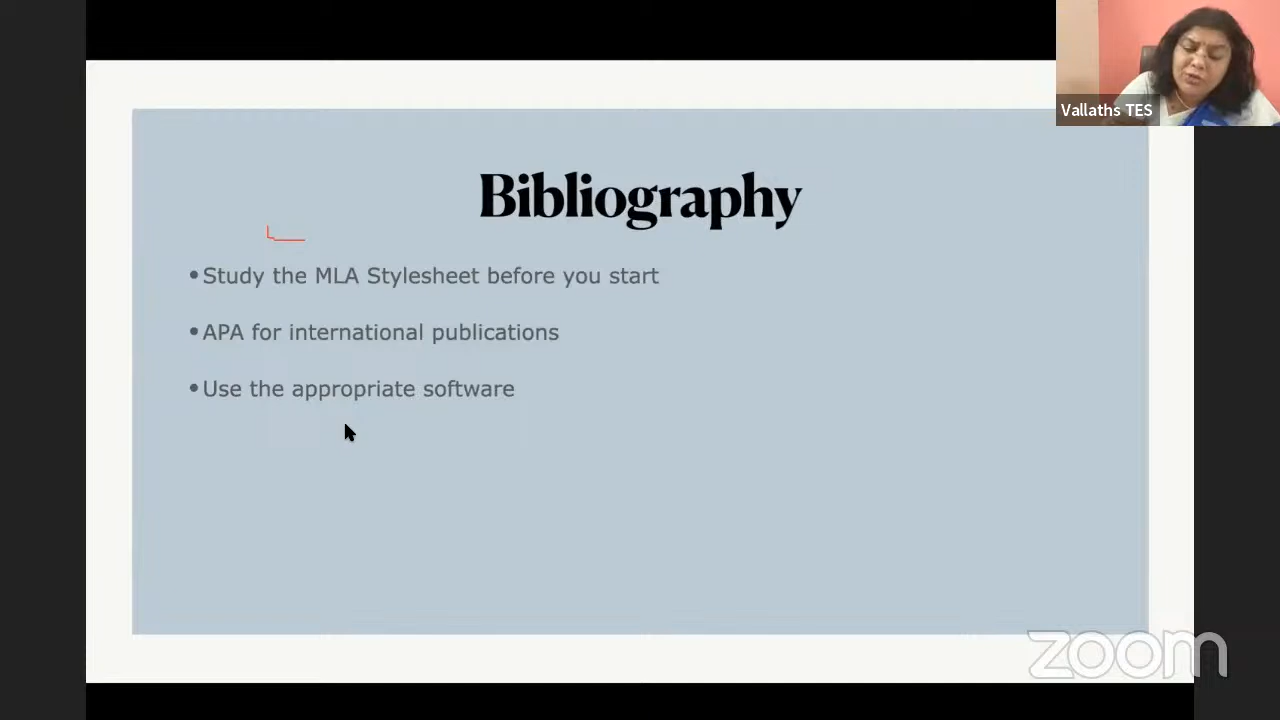 Vallaths TES
Bibliography
•Study the MLA Stylesheet before you start
•APA for international publications
•Use the appropriate software
zoom